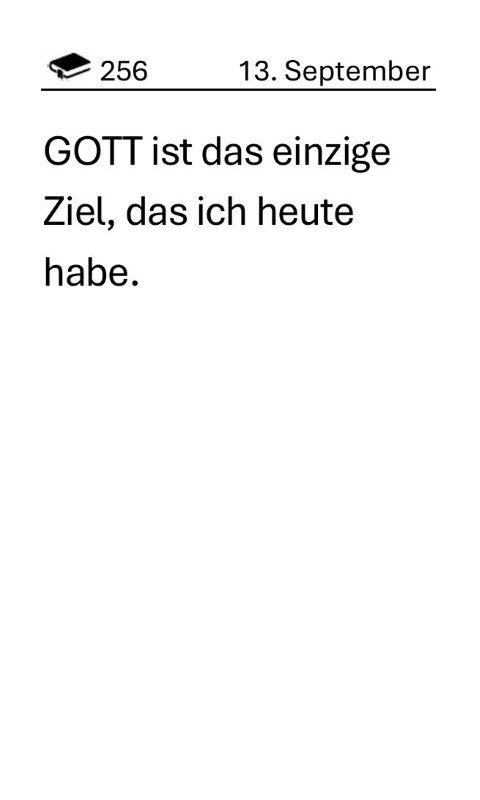 256 13. September
GOTT ist das einzige
Ziel, das ich heute
habe.